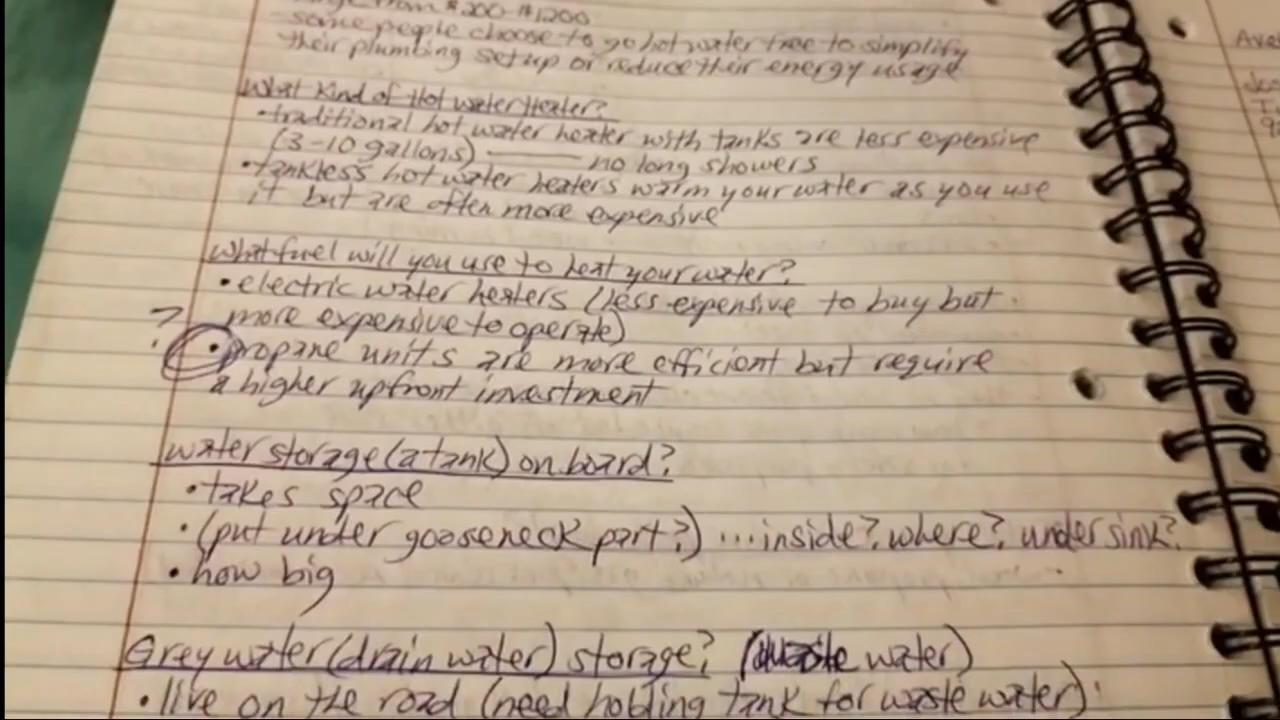 from $200-$1200
some people choose to go hot water free to simplify
their plumbing set up or reduce their energy usage
What Kind of Hot water Heater?
• traditional hot water heater with tanks are less expensive
(3-10 gallons) —— no long showers
• tankless hot water heaters warm your water as you use
it but are often more expensive
What fuel will you use to heat your water?
• electric water heaters (less expensive to buy but
more expensive to operate)
?
• propane units are more efficient but require
a higher upfront investment
water storage (a tank) on board?
• takes space
• (put under gooseneck part?) ...inside? where? under sink?
• how big
Grey water (drain water) storage? (waste water)
• live on the road (need holding tank for waste water)